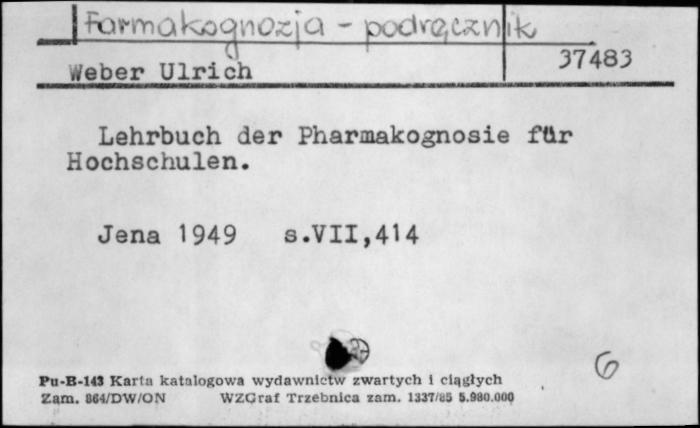 Farmakognozja - podręcznik
Weber Ulrich 37483
Lehrbuch der Pharmakognosie für
Hochschulen.
Jena 1949 s.VII,414
6
Pu-B-143 Karta katalogowa wydawnictw zwartych i ciągłych
Zam. 864/DW/ON WZGraf Trzebnica zam. 1337/85 5.980.000